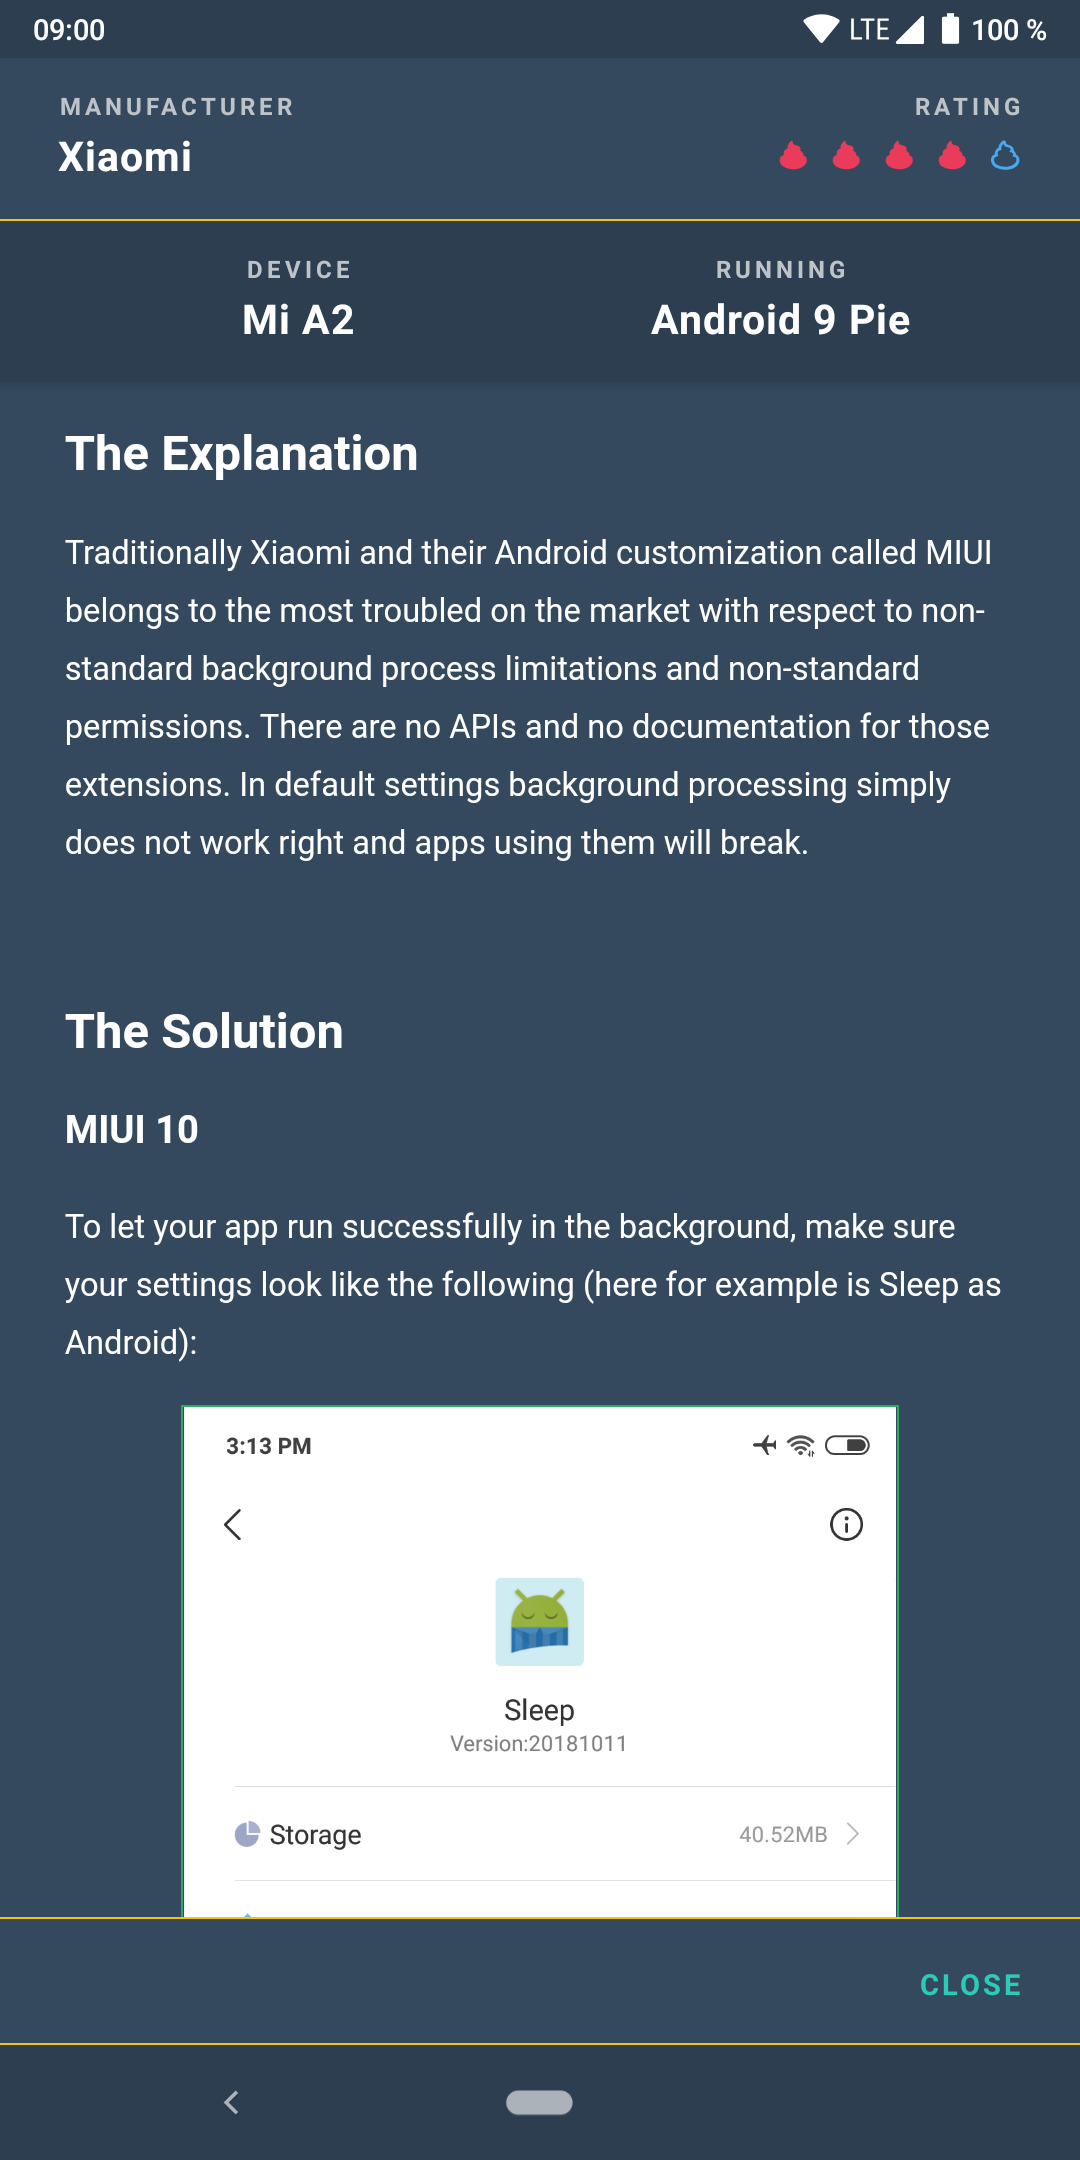 09:00
LTE 100 %
MANUFACTURER
RATING
Xiaomi
DEVICE
RUNNING
Mi A2
Android 9 Pie
The Explanation
Traditionally Xiaomi and their Android customization called MIUI
belongs to the most troubled on the market with respect to non-
standard background process limitations and non-standard
permissions. There are no APIs and no documentation for those
extensions. In default settings background processing simply
does not work right and apps using them will break.
The Solution
MIUI 10
To let your app run successfully in the background, make sure
your settings look like the following (here for example is Sleep as
Android):
3:13 PM
Sleep
Version:20181011
Storage
40.52MB
CLOSE